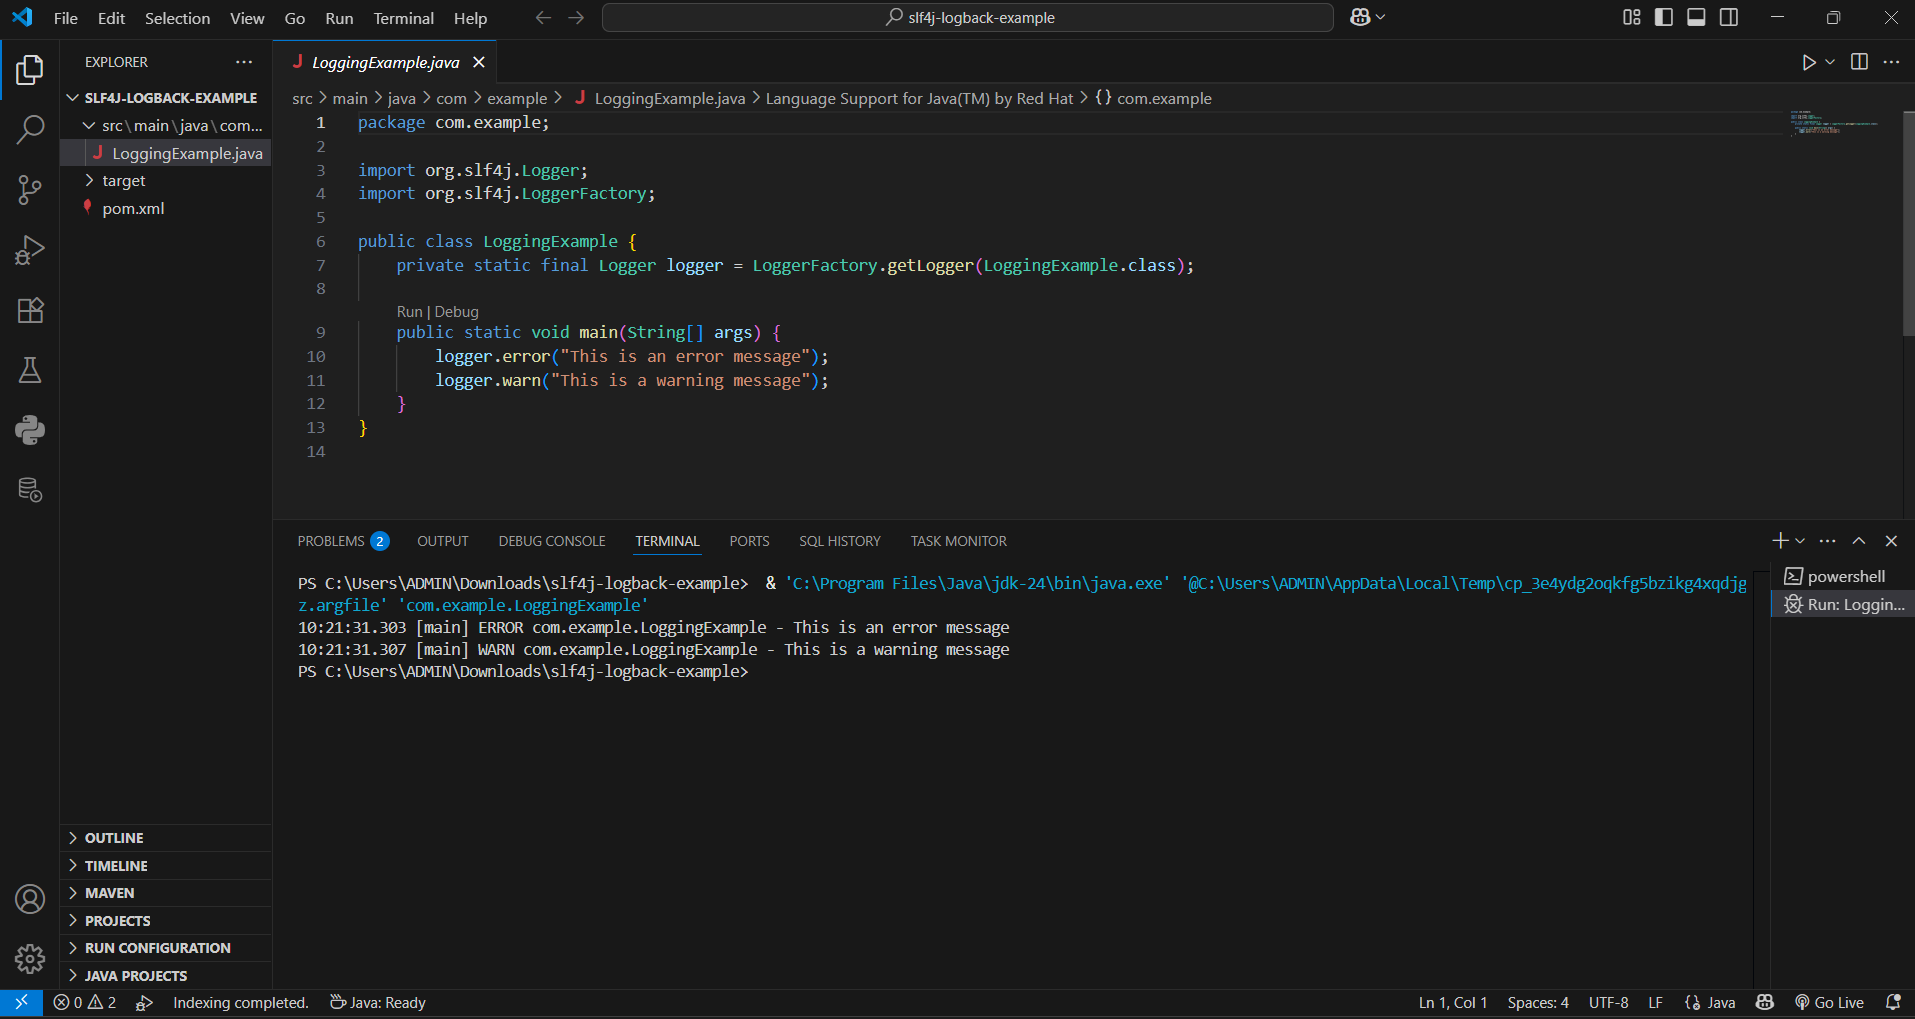 File Edit Selection View Go Run Terminal Help
slf4j-logback-example
EXPLORER
SLF4J-LOGBACK-EXAMPLE
src\main\java\com...
LoggingExample.java
target
pom.xml
OUTLINE
TIMELINE
MAVEN
PROJECTS
RUN CONFIGURATION
JAVA PROJECTS
LoggingExample.java
src > main > java > com > example > LoggingExample.java > Language Support for Java(TM) by Red Hat > {} com.example
1 package com.example;
2
3 import org.slf4j.Logger;
4 import org.slf4j.LoggerFactory;
5
6 public class LoggingExample {
7 private static final Logger logger = LoggerFactory.getLogger(LoggingExample.class);
8
Run | Debug
9 public static void main(String[] args) {
10 logger.error("This is an error message");
11 logger.warn("This is a warning message");
12 }
13 }
14
PROBLEMS 2 OUTPUT DEBUG CONSOLE TERMINAL PORTS SQL HISTORY TASK MONITOR
PS C:\Users\ADMIN\Downloads\slf4j-logback-example> & 'C:\Program Files\Java\jdk-24\bin\java.exe' '@C:\Users\ADMIN\AppData\Local\Temp\cp_3e4ydg2oqkfg5bzikg4xqdjg
z.argfile' 'com.example.LoggingExample'
10:21:31.303 [main] ERROR com.example.LoggingExample - This is an error message
10:21:31.307 [main] WARN com.example.LoggingExample - This is a warning message
PS C:\Users\ADMIN\Downloads\slf4j-logback-example>
powershell
Run: Loggin...
0 2 Indexing completed. Java: Ready
Ln 1, Col 1 Spaces: 4 UTF-8 LF {} Java Go Live